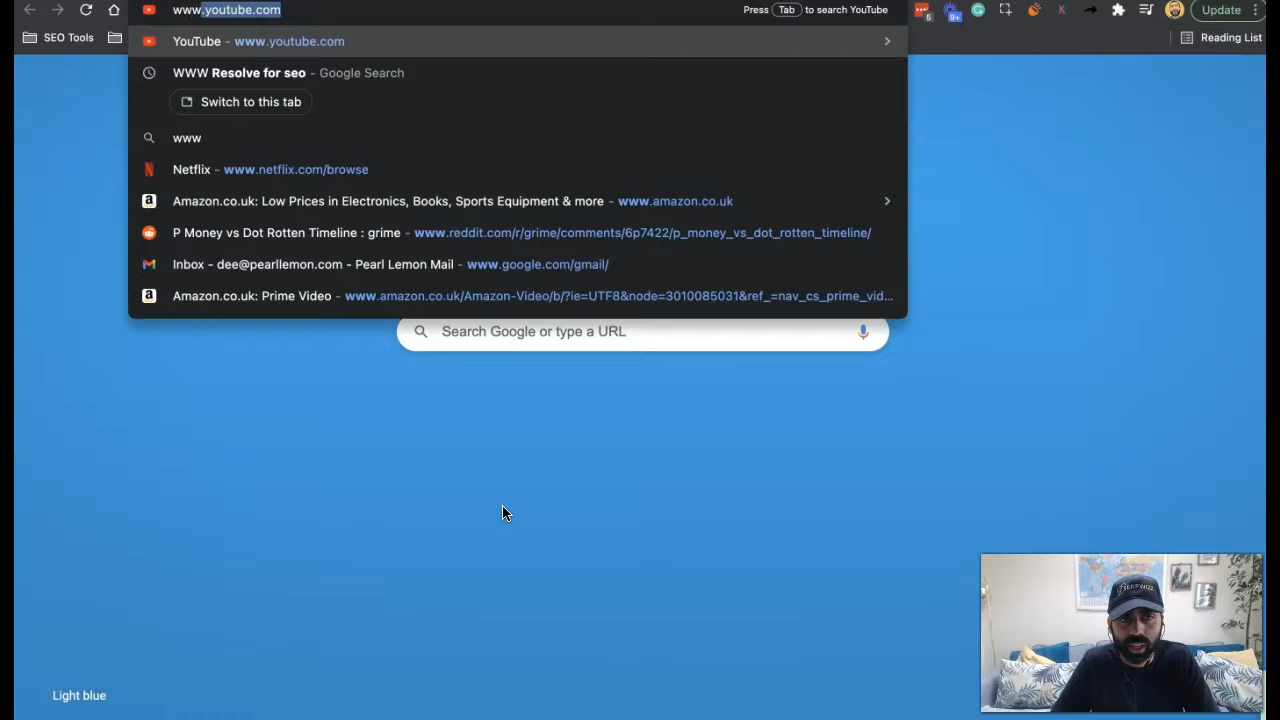 www.youtube.com
Press Tab to search YouTube
5
9+
K
Update
SEO Tools
Reading List
YouTube - www.youtube.com
WWW Resolve for seo - Google Search
Switch to this tab
www
Netflix - www.netflix.com/browse
Amazon.co.uk: Low Prices in Electronics, Books, Sports Equipment & more - www.amazon.co.uk
P Money vs Dot Rotten Timeline : grime - www.reddit.com/r/grime/comments/6p7422/p_money_vs_dot_rotten_timeline/
Inbox - dee@pearllemon.com - Pearl Lemon Mail - www.google.com/gmail/
Amazon.co.uk: Prime Video - www.amazon.co.uk/Amazon-Video/b/?ie=UTF8&node=3010085031&ref_=nav_cs_prime_vid...
Search Google or type a URL
SERPWIZZ
Light blue